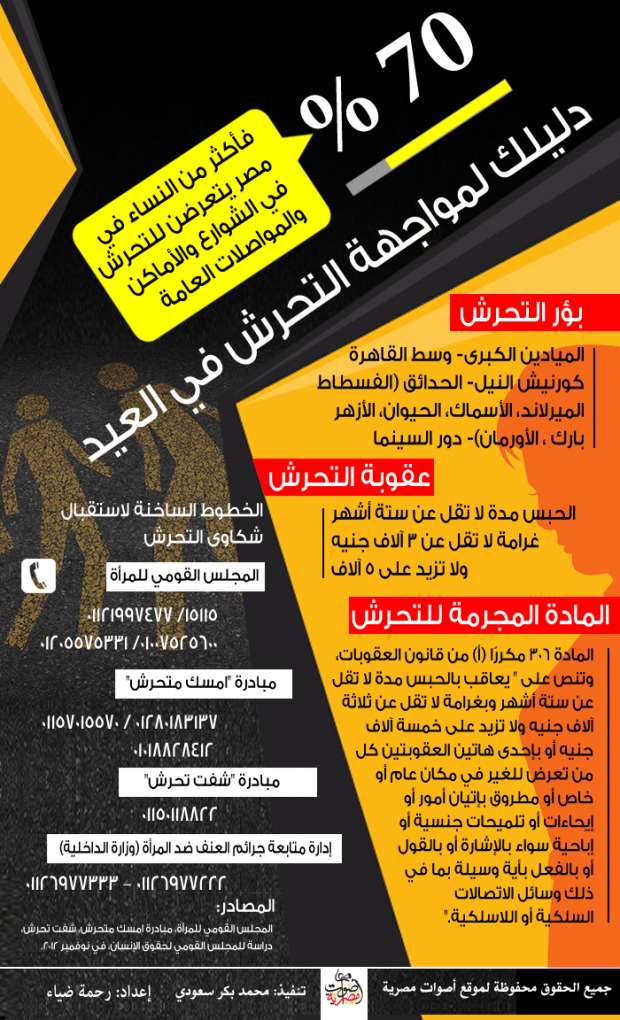 70 %
فأكثر من النساء في
مصر يتعرضن للتحرش
في الشوارع والأماكن
والمواصلات العامة
دليلك لمواجهة التحرش في العيد
بؤر التحرش
الميادين الكبرى- وسط القاهرة
كورنيش النيل- الحدائق (الفسطاط
الميرلاند، الأسماك، الحيوان، الأزهر
بارك ، الأورمان)- دور السينما
عقوبة التحرش
الحبس مدة لا تقل عن ستة أشهر
غرامة لا تقل عن ٣ آلاف جنيه
ولا تزيد على ٥ آلاف
المادة المجرمة للتحرش
المادة ٣٠٦ مكررًا (أ) من قانون العقوبات،
وتنص على " يعاقب بالحبس مدة لا تقل
عن ستة أشهر وبغرامة لا تقل عن ثلاثة
آلاف جنيه ولا تزيد على خمسة آلاف
جنيه أو بإحدى هاتين العقوبتين كل
من تعرض للغير في مكان عام أو
خاص أو مطروق بإتيان أمور أو
إيحاءات أو تلميحات جنسية أو
إباحية سواء بالإشارة أو بالقول
أو بالفعل بأية وسيلة بما في
ذلك وسائل الاتصالات
السلكية أو اللاسلكية."
الخطوط الساخنة لاستقبال
شكاوى التحرش
المجلس القومي للمرأة
١٥١١٥/ ٠١١٢١٩٩٧٤٧٧
٠١٠٠٧٥٢٥٦٠٠/ ٠١٢٠٥٥٧٥٣٣١
مبادرة "امسك متحرش"
٠١٢٨٠١٨٣١٣٧ / ٠١١٥٧٠١٥٥٧٠
٠١٠١٨٨٢٨٤١٢
مبادرة "شفت تحرش"
٠١١٥٠١١٨٨٢٢
إدارة متابعة جرائم العنف ضد المرأة (وزارة الداخلية)
٠١١٢٦٩٧٧٢٢٢ - ٠١١٢٦٩٧٧٣٣٣
المصادر:
المجلس القومي للمرأة، مبادرة امسك متحرش، شفت تحرش،
دراسة للمجلس القومي لحقوق الإنسان، في نوفمبر ٢٠١٢.
جميع الحقوق محفوظة لموقع أصوات مصرية
أصوات مصرية
تنفيذ: محمد بكر سعودي
إعداد: رحمة ضياء